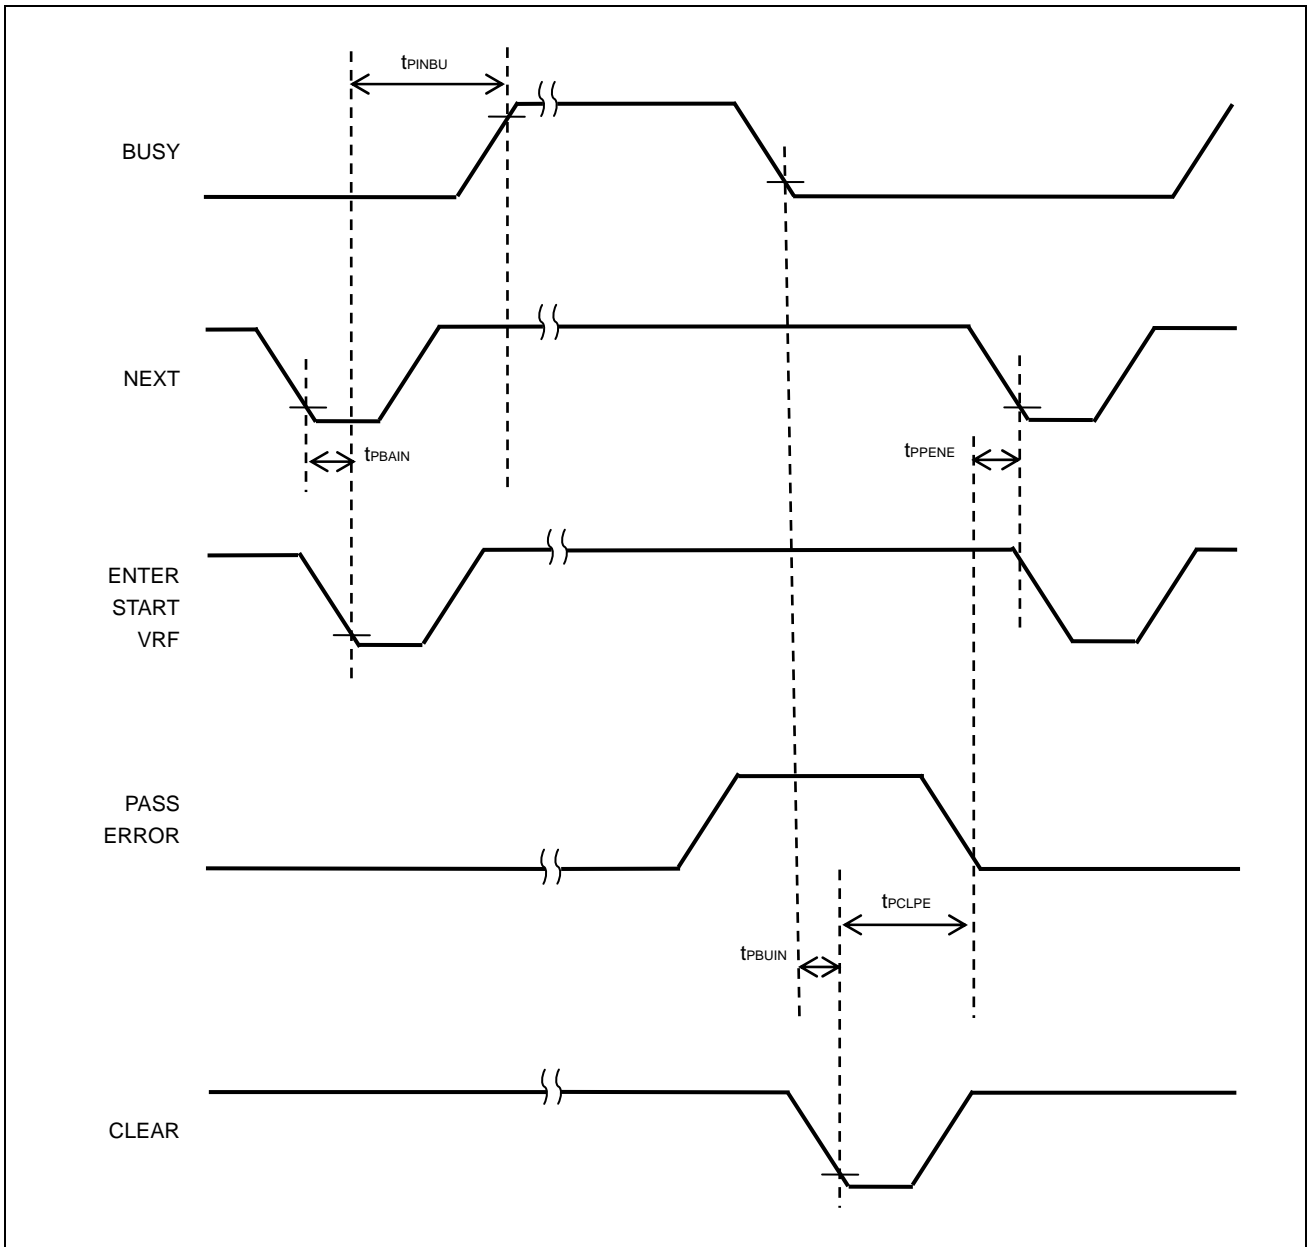 tPINBU
BUSY
NEXT
tPBAIN
tPPENE
ENTER
START
VRF
PASS
ERROR
tPCLPE
tPBUIN
CLEAR